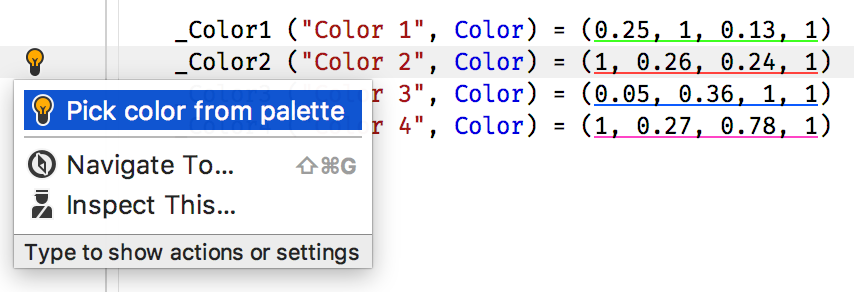 _Color1 ("Color 1", Color) = (0.25, 1, 0.13, 1)
_Color2 ("Color 2", Color) = (1, 0.26, 0.24, 1)
r 3", Color) = (0.05, 0.36, 1, 1)
r 4", Color) = (1, 0.27, 0.78, 1)
Pick color from palette
Navigate To... ⇧⌘G
Inspect This...
Type to show actions or settings